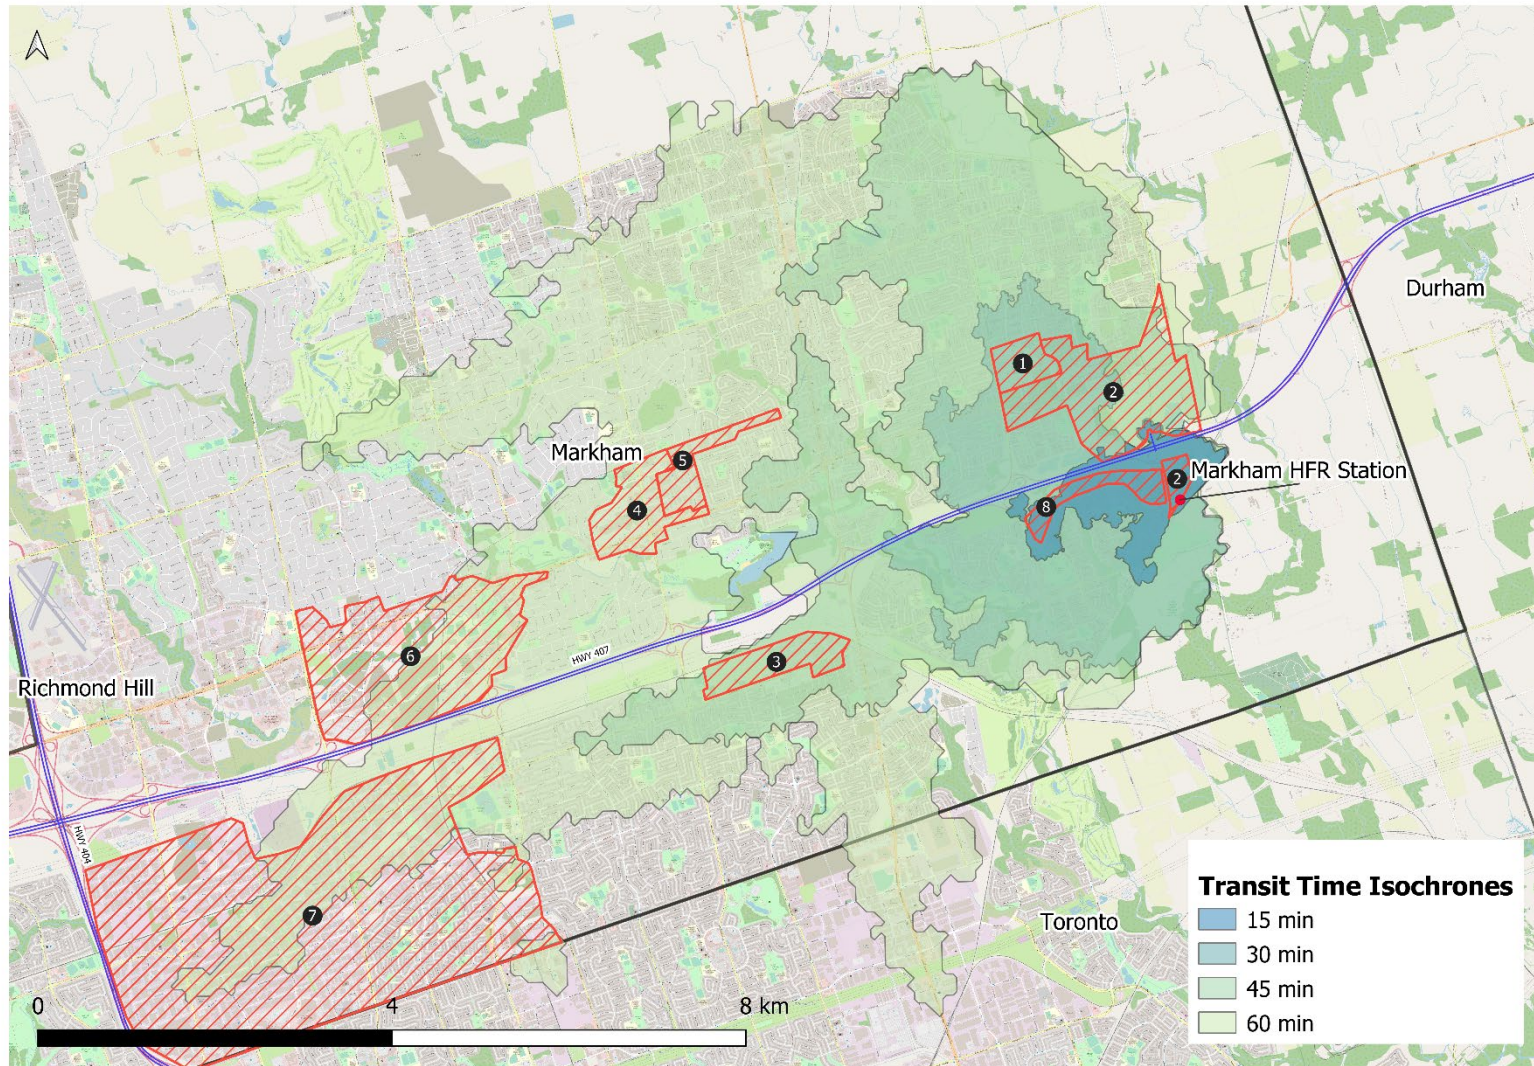 Durham
1
2
Markham
5
Markham HFR Station
2
4
8
HWY 407
6
3
Richmond Hill
HWY 404
7
Toronto
Transit Time Isochrones
15 min
30 min
45 min
60 min
0 4 8 km